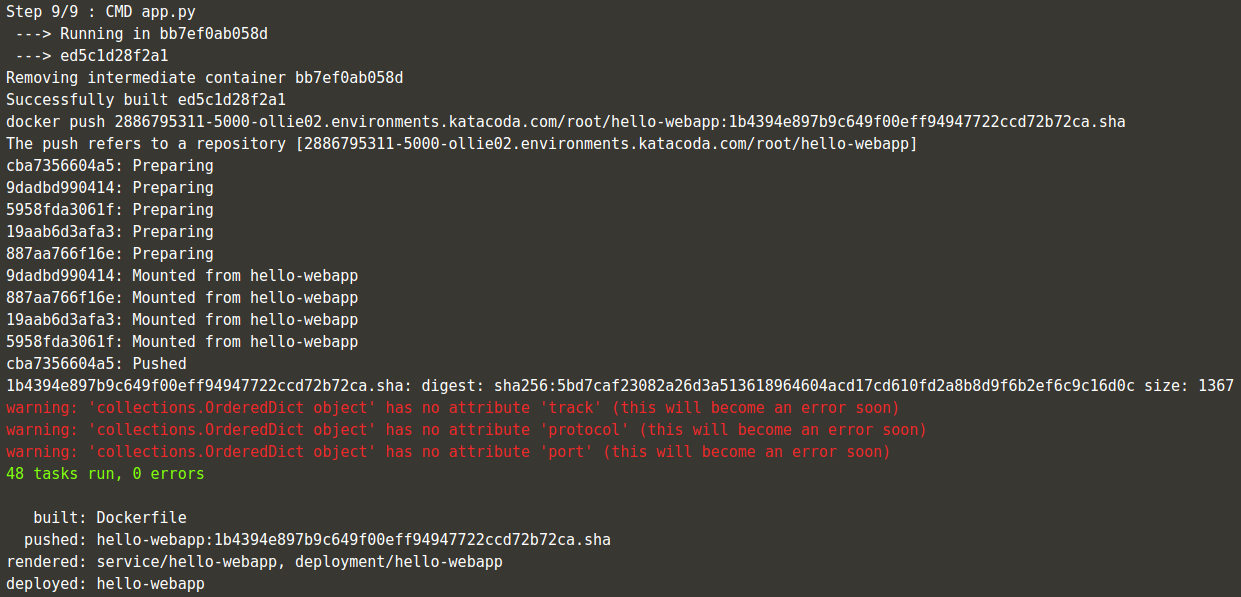 Step 9/9 : CMD app.py
 ---> Running in bb7ef0ab058d
 ---> ed5c1d28f2a1
Removing intermediate container bb7ef0ab058d
Successfully built ed5c1d28f2a1
docker push 2886795311-5000-ollie02.environments.katacoda.com/root/hello-webapp:1b4394e897b9c649f00eff94947722ccd72b72ca.sha
The push refers to a repository [2886795311-5000-ollie02.environments.katacoda.com/root/hello-webapp]
cba7356604a5: Preparing
9dadbd990414: Preparing
5958fda3061f: Preparing
19aab6d3afa3: Preparing
887aa766f16e: Preparing
9dadbd990414: Mounted from hello-webapp
887aa766f16e: Mounted from hello-webapp
19aab6d3afa3: Mounted from hello-webapp
5958fda3061f: Mounted from hello-webapp
cba7356604a5: Pushed
1b4394e897b9c649f00eff94947722ccd72b72ca.sha: digest: sha256:5bd7caf23082a26d3a513618964604acd17cd610fd2a8b8d9f6b2ef6c9c16d0c size: 1367
warning: 'collections.OrderedDict object' has no attribute 'track' (this will become an error soon)
warning: 'collections.OrderedDict object' has no attribute 'protocol' (this will become an error soon)
warning: 'collections.OrderedDict object' has no attribute 'port' (this will become an error soon)
48 tasks run, 0 errors

   built: Dockerfile
  pushed: hello-webapp:1b4394e897b9c649f00eff94947722ccd72b72ca.sha
rendered: service/hello-webapp, deployment/hello-webapp
deployed: hello-webapp